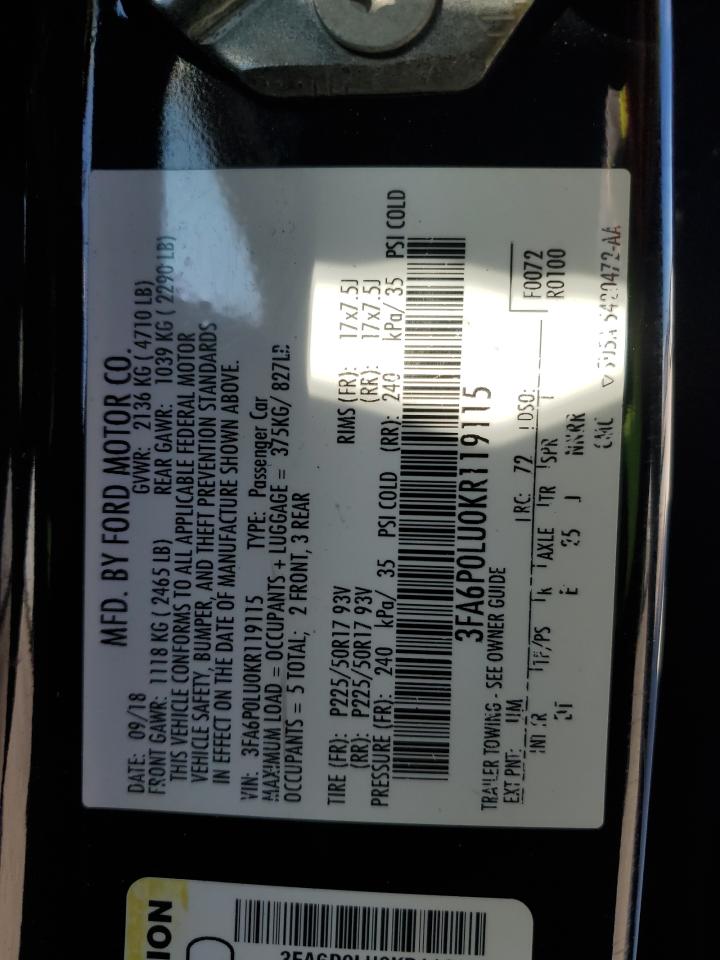 MFD. BY FORD MOTOR CO.
DATE: 09/18 GVWR: 2136 KG ( 4710 LB)
FRONT GAWR: 1118 KG ( 2465 LB) REAR GAWR: 1039 KG ( 2290 LB)
THIS VEHICLE CONFORMS TO ALL APPLICABLE FEDERAL MOTOR
VEHICLE SAFETY, BUMPER, AND THEFT PREVENTION STANDARDS
IN EFFECT ON THE DATE OF MANUFACTURE SHOWN ABOVE.
VIN: 3FA6P0LU0KR119115 TYPE: Passenger Car
MAXIMUM LOAD = OCCUPANTS + LUGGAGE = 375KG/ 827LB
OCCUPANTS = 5 TOTAL; 2 FRONT, 3 REAR
TIRE (FR): P225/50R17 93V RIMS (FR): 17x7.5J
(RR): P225/50R17 93V (RR): 17x7.5J
PRESSURE (FR): 240 kPa/ 35 PSI COLD (RR): 240 kPa/ 35 PSI COLD
3FA6P0LU0KR119115
F0072
R0100
TRAILER TOWING - SEE OWNER GUIDE
EXT PNT: UM RC: 72 DSO:
INT TR TP/PS R AXLE TR SPR
E J
ION